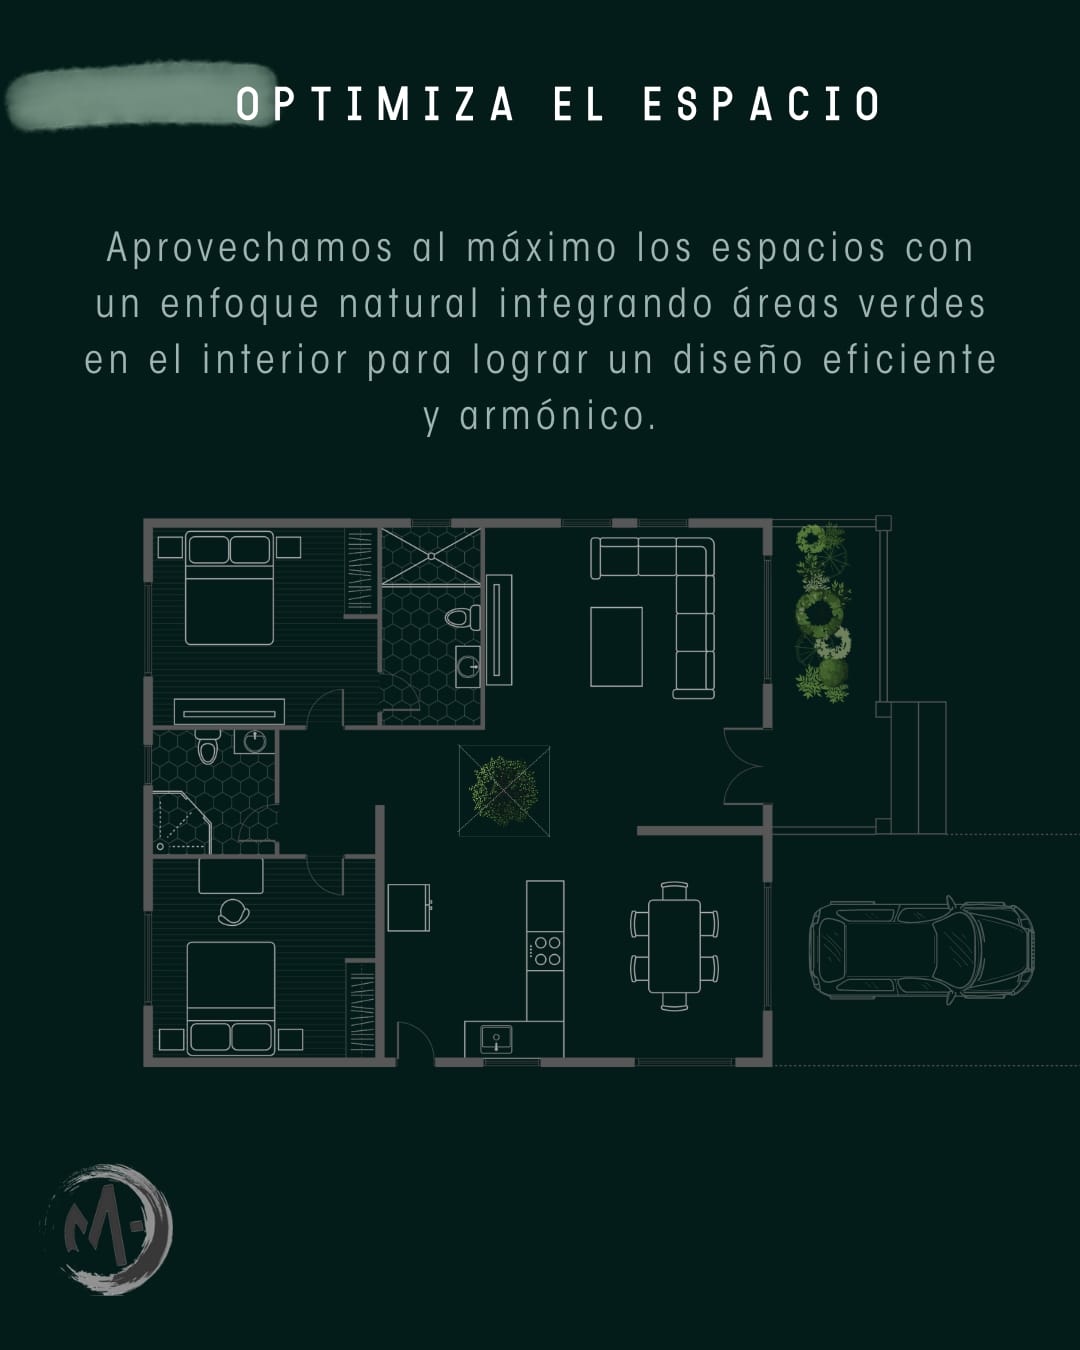 OPTIMIZA EL ESPACIO
Aprovechamos al máximo los espacios con
un enfoque natural integrando áreas verdes
en el interior para lograr un diseño eficiente
y armónico.